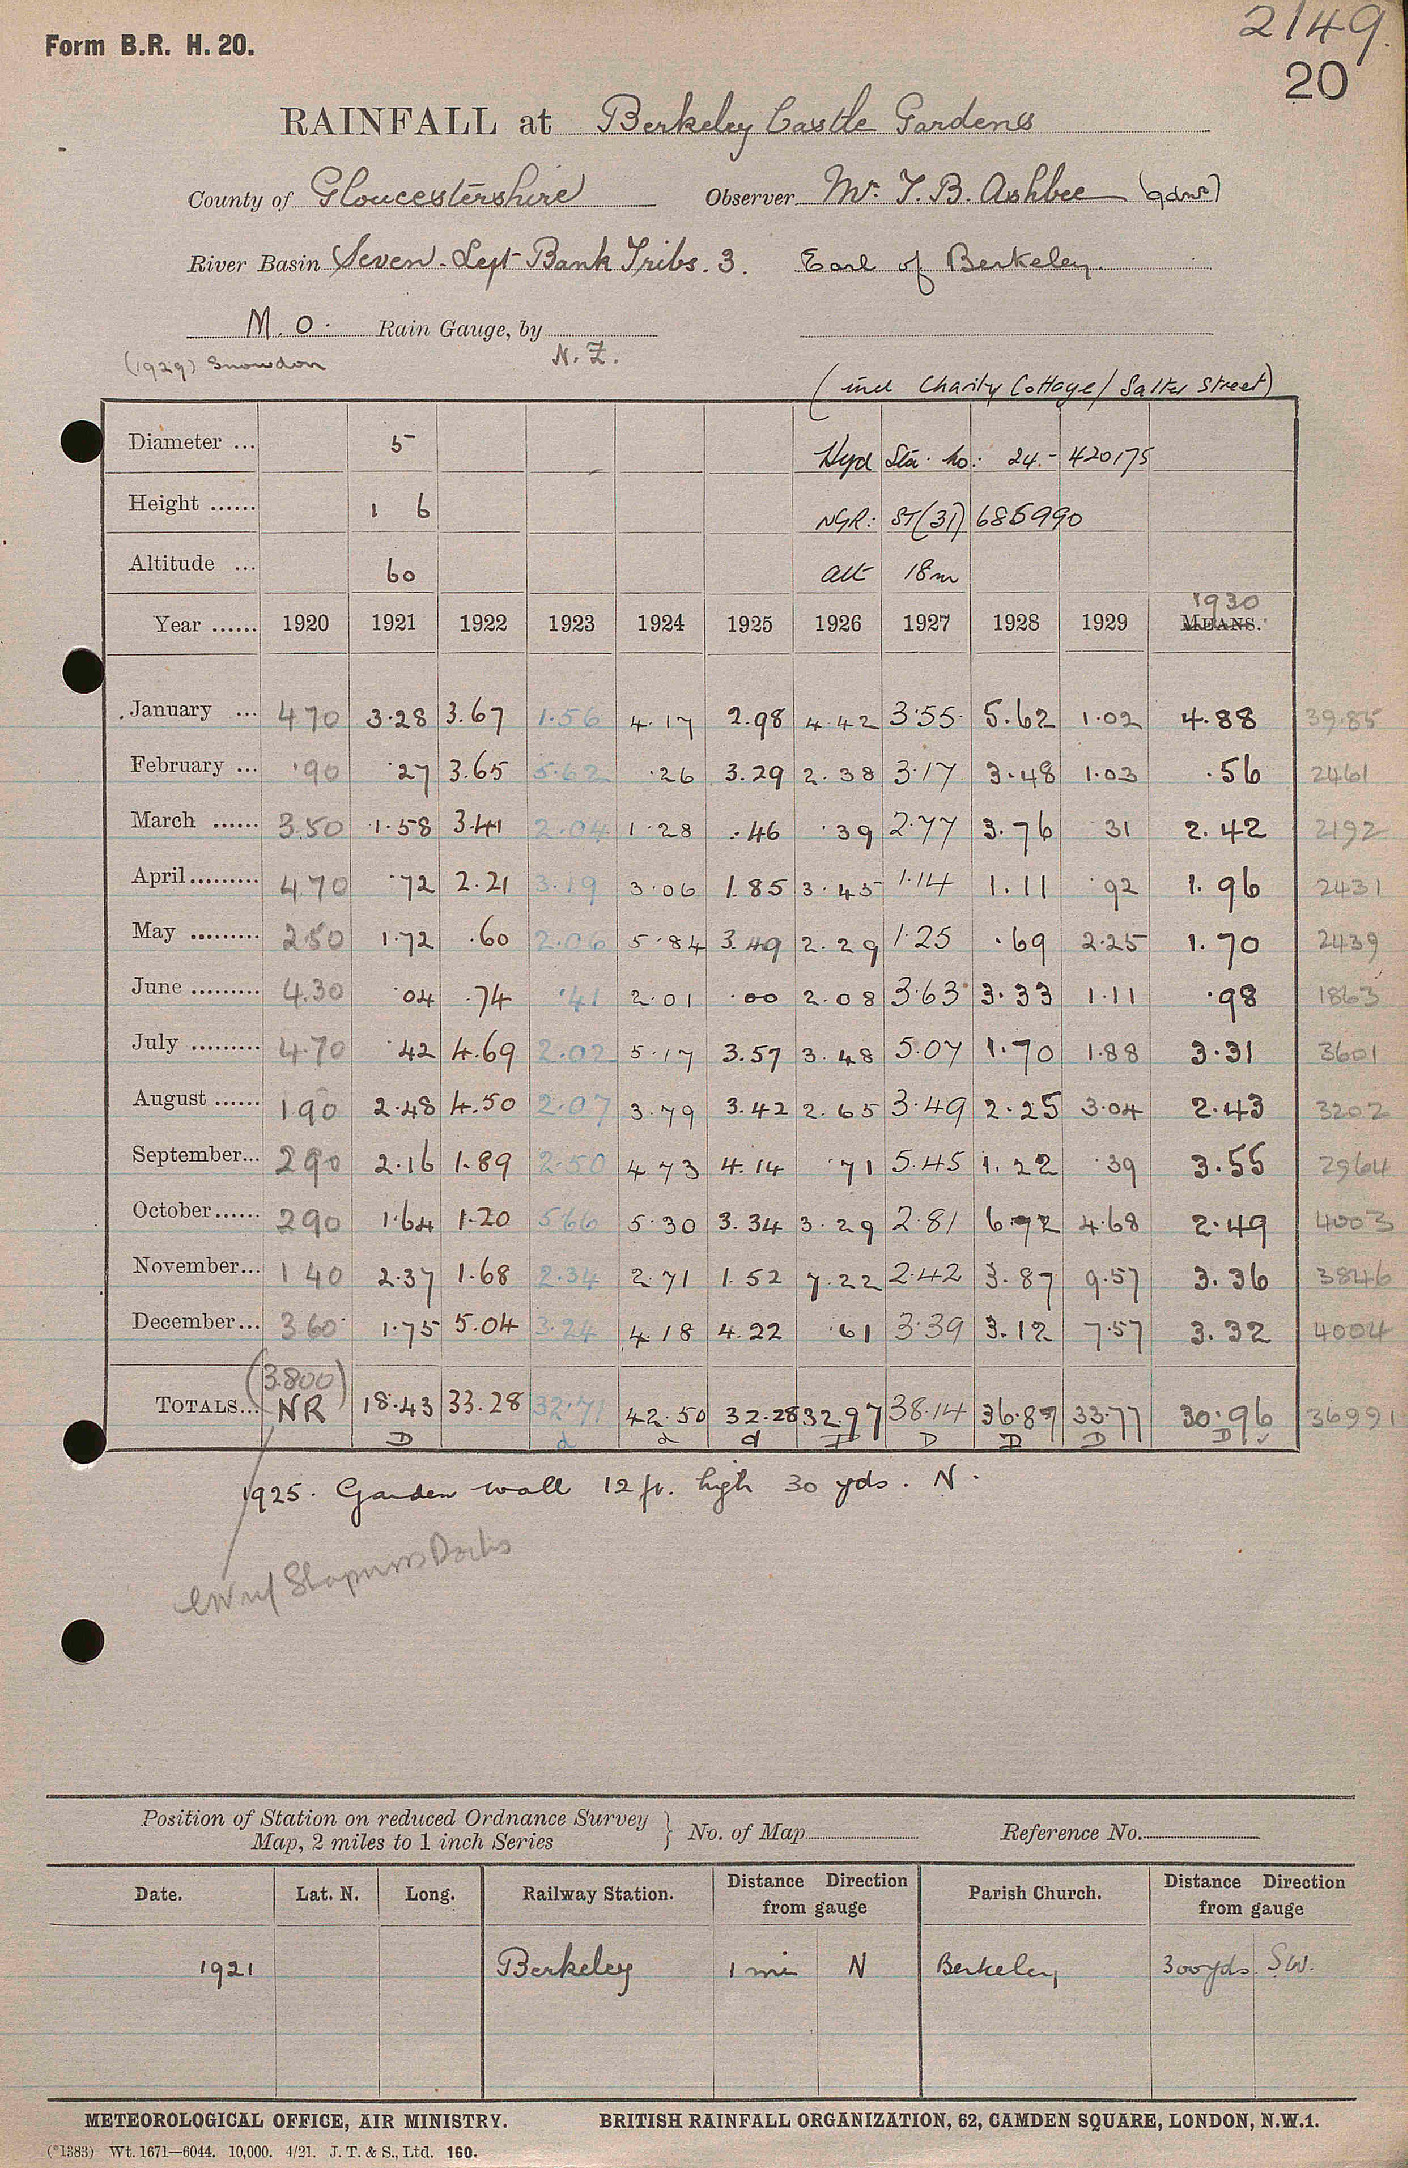 Form B.R. H. 20.
2149.
20
RAINFALL at Berkeley Castle Gardens
County of Gloucestershire Observer Mr. T. B. Ashbee (gdnr)
River Basin Seven. Left Bank Tribs. 3. Earl of Berkeley.
M. O. Rain Gauge, by
(1929) Snowdon N. Z.
(incl Charity Cottage / Salter Street)
Diameter ... 5 Hyd Sta. No: 24.- 420175
Height ...... 1 6 NGR: ST(31) 685990
Altitude ... 60 alt 18m
1930
Year ...... 1920 1921 1922 1923 1924 1925 1926 1927 1928 1929 MEANS.
January ... 470 3.28 3.67 1.56 4.17 2.98 4.42 3.55 5.62 1.02 4.88 39.85
February ... .90 .27 3.65 5.62 .26 3.29 2.38 3.17 3.48 1.03 .56 2461
March ...... 3.50 1.58 3.41 2.04 1.28 .46 .39 2.77 3.76 31 2.42 2192
April......... 4.70 .72 2.21 3.19 3.06 1.85 3.45 1.14 1.11 .92 1.96 2431
May ......... 2.50 1.72 .60 2.06 5.84 3.49 2.29 1.25 .69 2.25 1.70 2439
June ......... 4.30 .04 .74 .41 2.01 .00 2.08 3.63 3.33 1.11 .98 1863
July ......... 4.70 .42 4.69 2.02 5.17 3.57 3.48 5.07 1.70 1.88 3.31 3601
August ...... 190 2.48 4.50 2.07 3.79 3.42 2.65 3.49 2.25 3.04 2.43 3202
September... 290 2.16 1.89 2.50 4.73 4.14 .71 5.45 1.22 .39 3.55 2964
October...... 290 1.64 1.20 5.66 5.30 3.34 3.29 2.81 6.72 4.68 2.49 4003
November... 140 2.37 1.68 2.34 2.71 1.52 7.22 2.42 3.87 9.57 3.36 3846
December... 3.60 1.75 5.04 3.24 4.18 4.22 .61 3.39 3.12 7.57 3.32 4004
(3.800)
TOTALS... NR 18.43 33.28 32.71 42.50 32.28 32.97 38.14 36.87 33.77 30.96 36991
D d d d D D D D
1925. Garden wall 12 ft. high 30 yds. N.
Sharpness Docks
Position of Station on reduced Ordnance Survey
Map, 2 miles to 1 inch Series } No. of Map Reference No.
Date. Lat. N. Long. Railway Station. Distance from gauge Direction Parish Church. Distance from gauge Direction
1921 Berkeley 1 mi N Berkeley 300 yds. SW.
METEOROLOGICAL OFFICE, AIR MINISTRY. BRITISH RAINFALL ORGANIZATION, 62, CAMDEN SQUARE, LONDON, N.W.1.
(*1383) Wt. 1671—6044. 10,000. 4/21. J. T. & S., Ltd. 160.